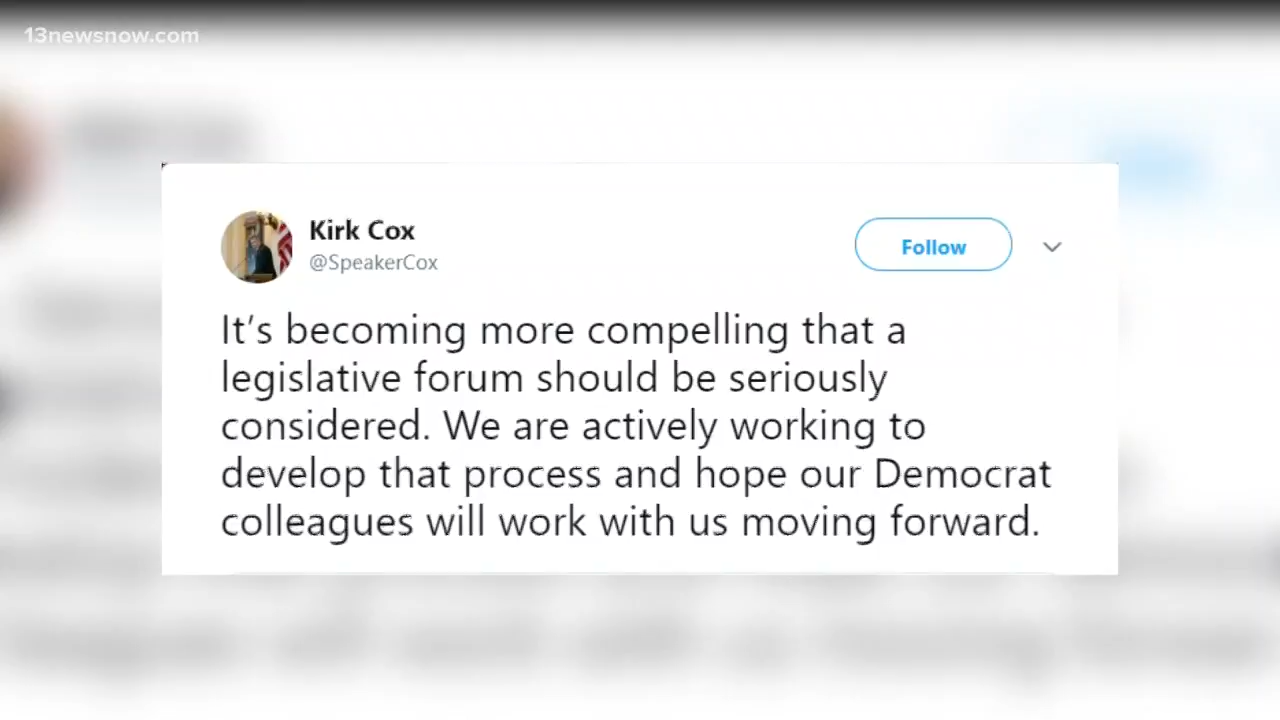 13newsnow.com
Kirk Cox
@SpeakerCox
Follow
It’s becoming more compelling that a
legislative forum should be seriously
considered. We are actively working to
develop that process and hope our Democrat
colleagues will work with us moving forward.